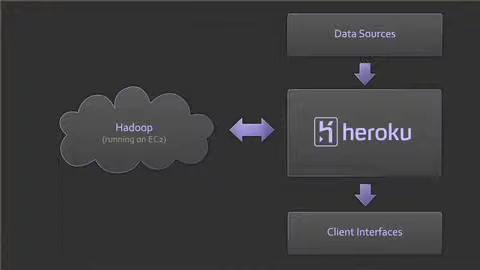 Data Sources
Hadoop
(running on EC2)
heroku
Client Interfaces